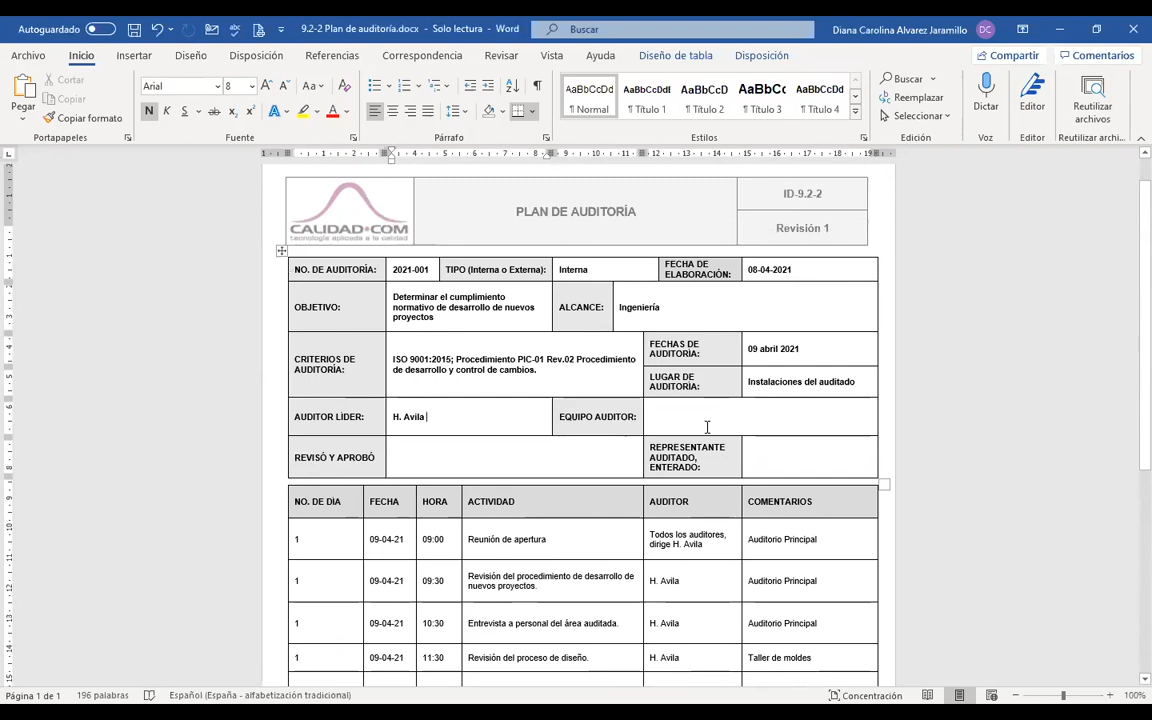 Autoguardado
9.2-2 Plan de auditoría.docx - Solo lectura - Word
Buscar
Diana Carolina Alvarez Jaramillo
DC
Archivo Inicio Insertar Diseño Disposición Referencias Correspondencia Revisar Vista Ayuda Diseño de tabla Disposición
Compartir Comentarios
Pegar
Cortar
Copiar
Copiar formato
Portapapeles
Arial 8
N K S
Fuente
Párrafo
AaBbCcDd
¶ Normal
AaBbCcDdI
¶ Título 1
AaBbCcD
¶ Título 2
AaBbCc
¶ Título 3
AaBbCcDd
¶ Título 4
Estilos
Buscar
Reemplazar
Seleccionar
Edición
Dictar
Voz
Editor
Editor
Reutilizar archivos
Reutilizar archi...
CALIDAD•COM
tecnología aplicada a la calidad
PLAN DE AUDITORÍA
ID-9.2-2
Revisión 1
NO. DE AUDITORÌA: 2021-001 TIPO (Interna o Externa): Interna
FECHA DE
ELABORACIÓN:
08-04-2021
OBJETIVO:
Determinar el cumplimiento
normativo de desarrollo de nuevos
proyectos
ALCANCE: Ingeniería
CRITERIOS DE
AUDITORÌA:
ISO 9001:2015; Procedimiento PIC-01 Rev.02 Procedimiento
de desarrollo y control de cambios.
FECHAS DE
AUDITORÌA:
09 abril 2021
LUGAR DE
AUDITORÌA:
Instalaciones del auditado
AUDITOR LÌDER: H. Avila EQUIPO AUDITOR:
REVISÒ Y APROBÓ
REPRESENTANTE
AUDITADO,
ENTERADO:
NO. DE DÌA FECHA HORA ACTIVIDAD AUDITOR COMENTARIOS
1 09-04-21 09:00 Reunión de apertura
Todos los auditores,
dirige H. Avila
Auditorio Principal
1 09-04-21 09:30
Revisión del procedimiento de desarrollo de
nuevos proyectos.
H. Avila Auditorio Principal
1 09-04-21 10:30 Entrevista a personal del área auditada. H. Avila Auditorio Principal
1 09-04-21 11:30 Revisión del proceso de diseño. H. Avila Taller de moldes
Página 1 de 1 196 palabras Español (España - alfabetización tradicional) Concentración 100%